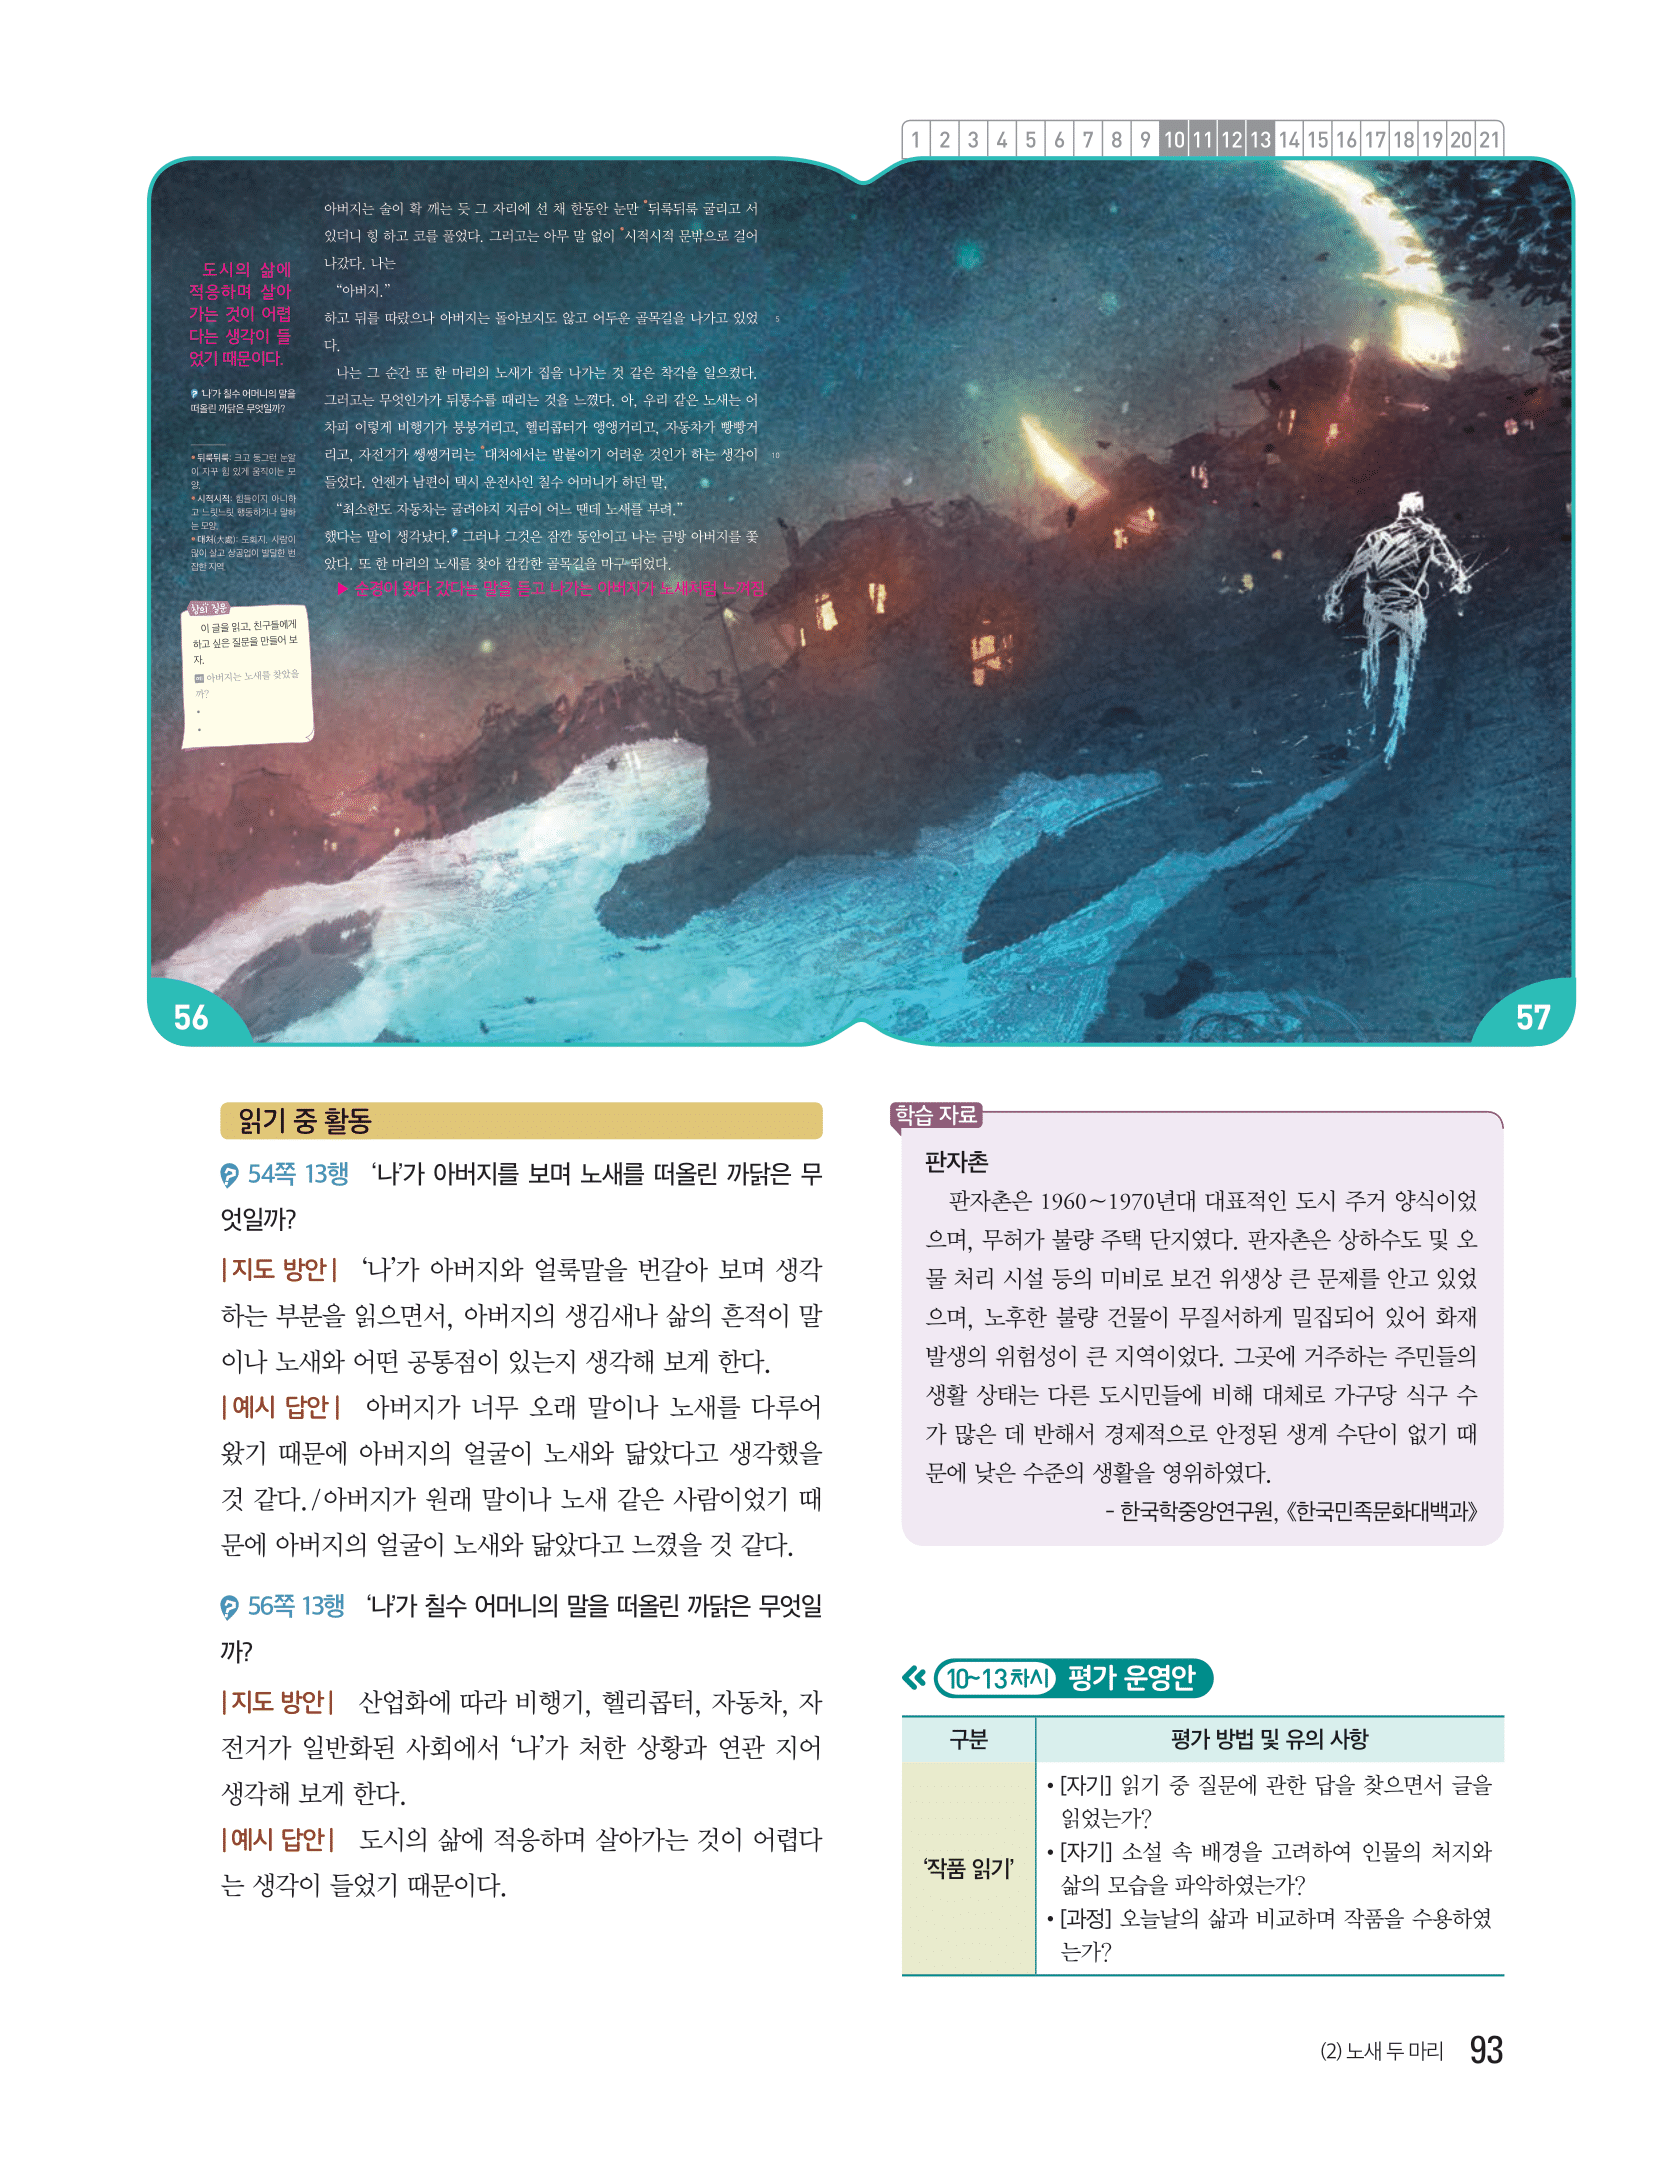 1 2 3 4 5 6 7 8 9 10 11 12 13 14 15 16 17 18 19 20 21
아버지는 술이 확 깨는 듯 그 자리에 선 채 한동안 눈만 뒤룩뒤룩 굴리고 서
있더니 힝 하고 코를 풀었다. 그러고는 아무 말 없이 시적시적 문밖으로 걸어
나갔다. 나는
“아버지.”
하고 뒤를 따랐으나 아버지는 돌아보지도 않고 어두운 골목길을 나가고 있었 5
다.
나는 그 순간 또 한 마리의 노새가 집을 나가는 것 같은 착각을 일으켰다.
그러고는 무엇인가가 뒤통수를 때리는 것을 느꼈다. 아, 우리 같은 노새는 어
차피 이렇게 비행기가 붕붕거리고, 헬리콥터가 앵앵거리고, 자동차가 빵빵거
리고, 자전거가 쌩쌩거리는 대처에서는 발붙이기 어려운 것인가 하는 생각이 10
들었다. 언젠가 남편이 택시 운전사인 칠수 어머니가 하던 말,
“최소한도 자동차는 굴려야지 지금이 어느 땐데 노새를 부려.”
했다는 말이 생각났다. 그러나 그것은 잠깐 동안이고 나는 금방 아버지를 쫓
았다. 또 한 마리의 노새를 찾아 캄캄한 골목길을 마구 뛰었다.
▶ 순경이 왔다 갔다는 말을 듣고 나가는 아버지가 노새처럼 느껴짐.
도시의 삶에
적응하며 살아
가는 것이 어렵
다는 생각이 들
었기 때문이다.
‘나’가 칠수 어머니의 말을
떠올린 까닭은 무엇일까?
• 뒤룩뒤룩: 크고 둥그런 눈알
이 자꾸 힘 있게 움직이는 모
양.
• 시적시적: 힘들이지 아니하
고 느릿느릿 행동하거나 말하
는 모양.
• 대처(大處): 도회지. 사람이
많이 살고 상공업이 발달한 번
잡한 지역.
창의 질문
이 글을 읽고, 친구들에게
하고 싶은 질문을 만들어 보
자.
예 아버지는 노새를 찾았을
까?
•
•
56
57
읽기 중 활동
54쪽 13행 ‘나’가 아버지를 보며 노새를 떠올린 까닭은 무
엇일까?
|지도 방안| ‘나’가 아버지와 얼룩말을 번갈아 보며 생각
하는 부분을 읽으면서, 아버지의 생김새나 삶의 흔적이 말
이나 노새와 어떤 공통점이 있는지 생각해 보게 한다.
|예시 답안| 아버지가 너무 오래 말이나 노새를 다루어
왔기 때문에 아버지의 얼굴이 노새와 닮았다고 생각했을
것 같다./아버지가 원래 말이나 노새 같은 사람이었기 때
문에 아버지의 얼굴이 노새와 닮았다고 느꼈을 것 같다.
56쪽 13행 ‘나’가 칠수 어머니의 말을 떠올린 까닭은 무엇일
까?
|지도 방안| 산업화에 따라 비행기, 헬리콥터, 자동차, 자
전거가 일반화된 사회에서 ‘나’가 처한 상황과 연관 지어
생각해 보게 한다.
|예시 답안| 도시의 삶에 적응하며 살아가는 것이 어렵다
는 생각이 들었기 때문이다.
학습 자료
판자촌
판자촌은 1960~1970년대 대표적인 도시 주거 양식이었
으며, 무허가 불량 주택 단지였다. 판자촌은 상하수도 및 오
물 처리 시설 등의 미비로 보건 위생상 큰 문제를 안고 있었
으며, 노후한 불량 건물이 무질서하게 밀집되어 있어 화재
발생의 위험성이 큰 지역이었다. 그곳에 거주하는 주민들의
생활 상태는 다른 도시민들에 비해 대체로 가구당 식구 수
가 많은 데 반해서 경제적으로 안정된 생계 수단이 없기 때
문에 낮은 수준의 생활을 영위하였다.
- 한국학중앙연구원, 《한국민족문화대백과》
10~13차시 평가 운영안
구분 평가 방법 및 유의 사항
‘작품 읽기’
• [자기] 읽기 중 질문에 관한 답을 찾으면서 글을
읽었는가?
• [자기] 소설 속 배경을 고려하여 인물의 처지와
삶의 모습을 파악하였는가?
• [과정] 오늘날의 삶과 비교하며 작품을 수용하였
는가?
(2) 노새 두 마리 93